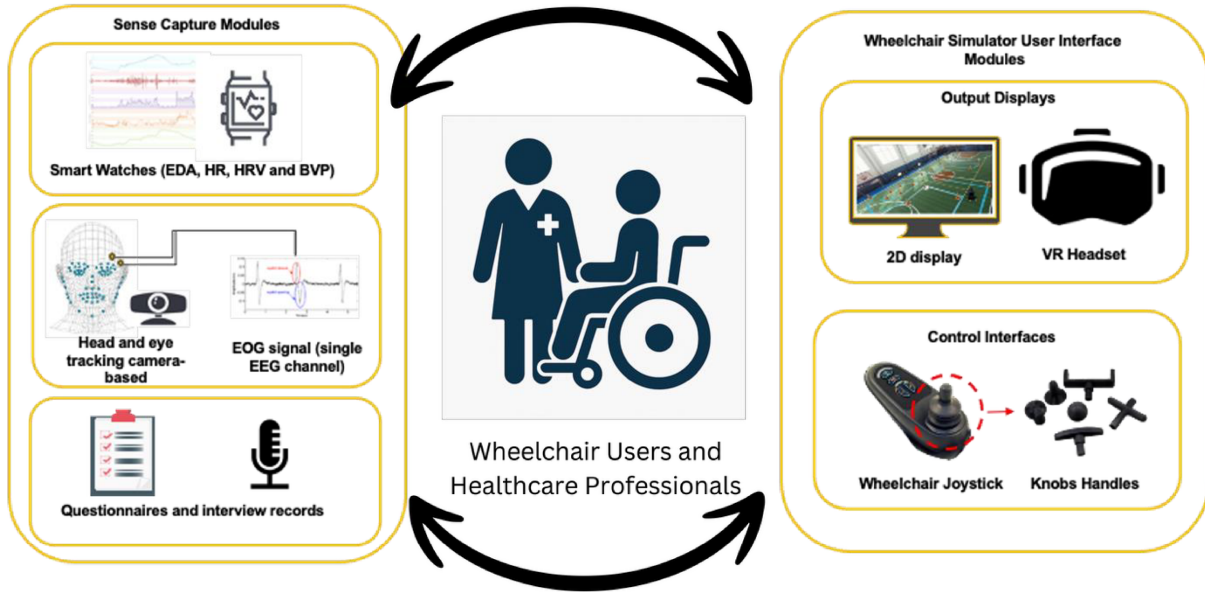 Sense Capture Modules
Smart Watches (EDA, HR, HRV and BVP)
Head and eye
tracking camera-
based
EOG signal (single
EEG channel)
Questionnaires and interview records
Wheelchair Users and
Healthcare Professionals
Wheelchair Simulator User Interface
Modules
Output Displays
2D display
VR Headset
Control Interfaces
Wheelchair Joystick
Knobs Handles